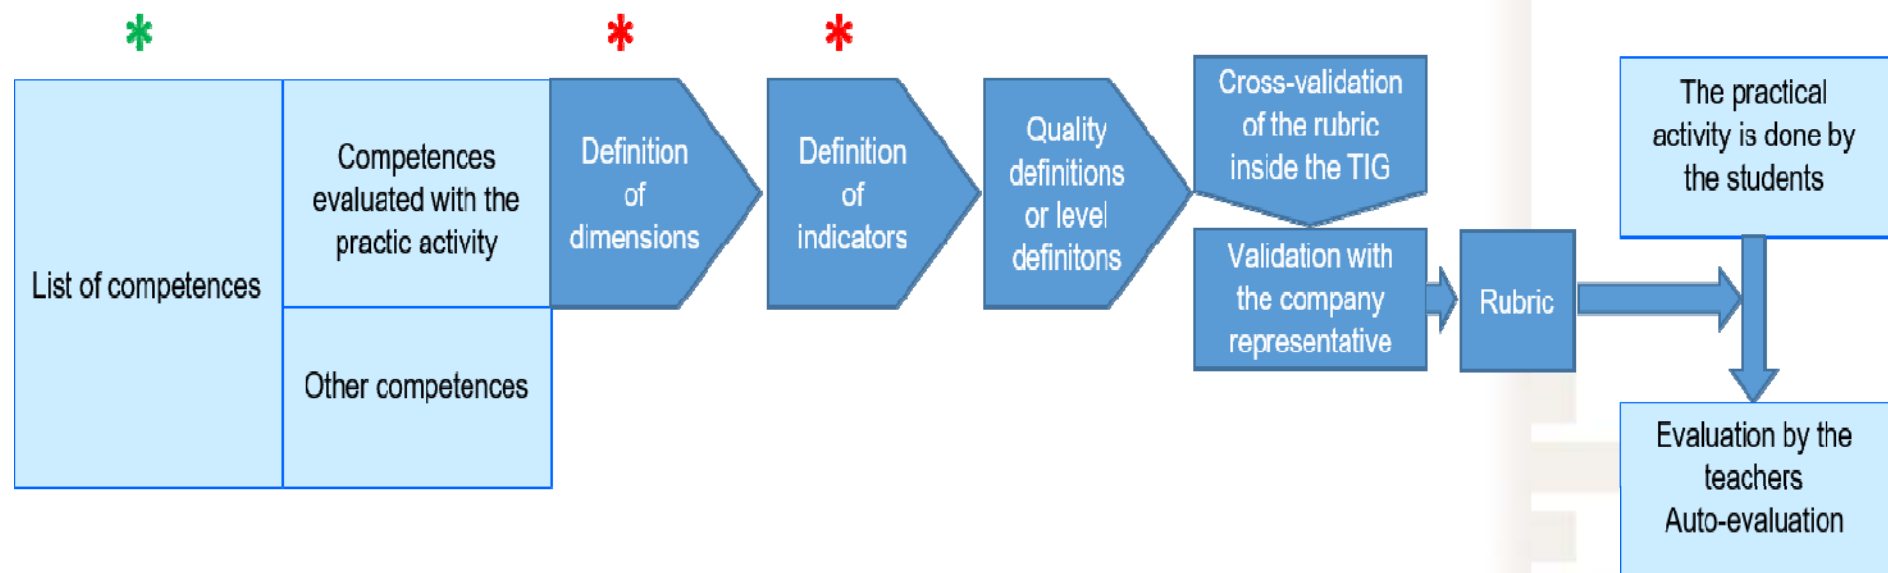 *
*
*
List of competences
Competences
evaluated with the
practic activity
Other competences
Definition
of
dimensions
Definition
of
indicators
Quality
definitions
or level
definitons
Cross-validation
of the rubric
inside the TIG
Validation with
the company
representative
Rubric
The practical
activity is done by
the students
Evaluation by the
teachers
Auto-evaluation